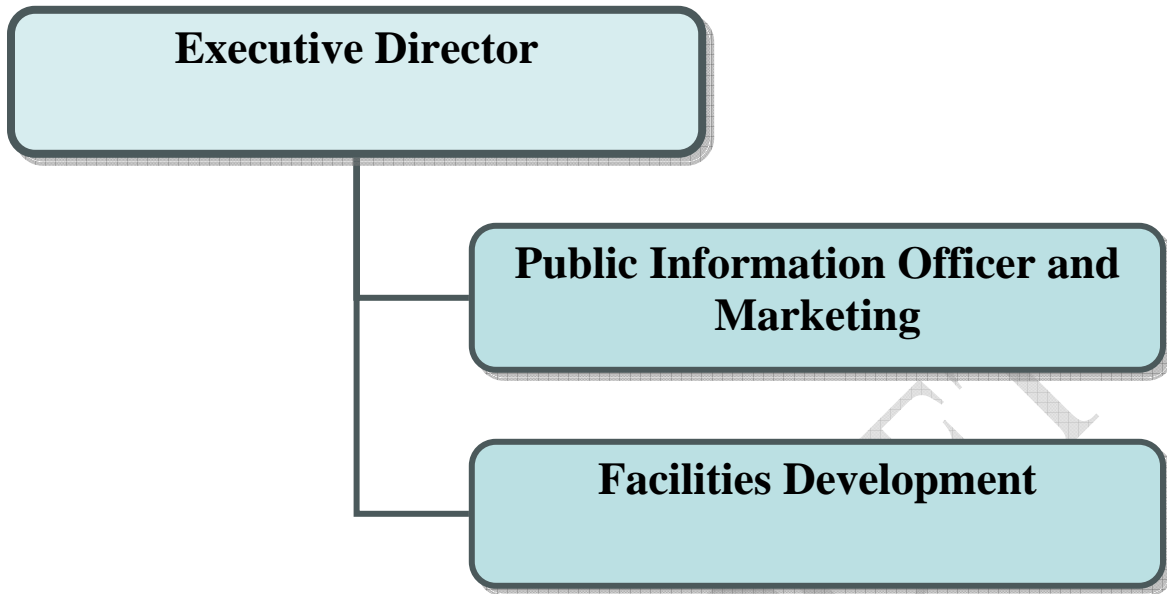 Executive Director
Public Information Officer and
Marketing
Facilities Development